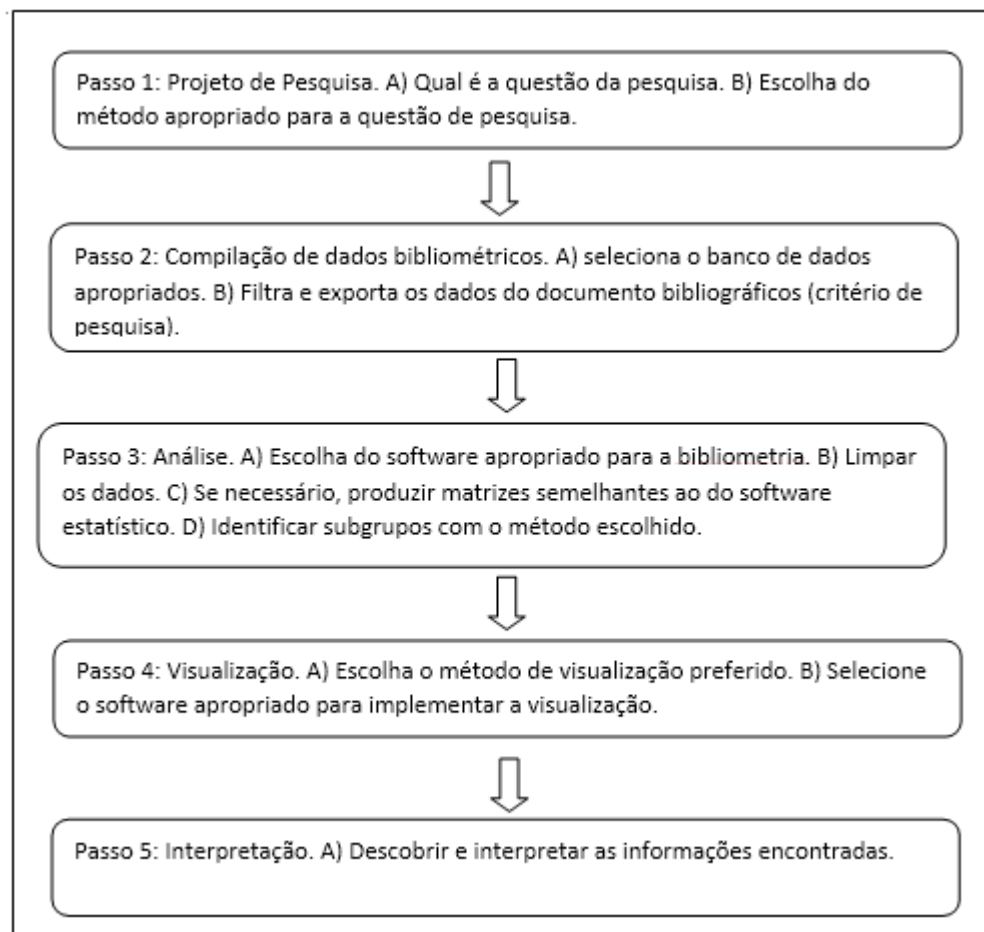 Passo 1: Projeto de Pesquisa. A) Qual é a questão da pesquisa. B) Escolha do
método apropriado para a questão de pesquisa.
Passo 2: Compilação de dados bibliométricos. A) seleciona o banco de dados
apropriados. B) Filtra e exporta os dados do documento bibliográficos (critério de
pesquisa).
Passo 3: Análise. A) Escolha do software apropriado para a bibliometria. B) Limpar
os dados. C) Se necessário, produzir matrizes semelhantes ao do software
estatístico. D) Identificar subgrupos com o método escolhido.
Passo 4: Visualização. A) Escolha o método de visualização preferido. B) Selecione
o software apropriado para implementar a visualização.
Passo 5: Interpretação. A) Descobrir e interpretar as informações encontradas.